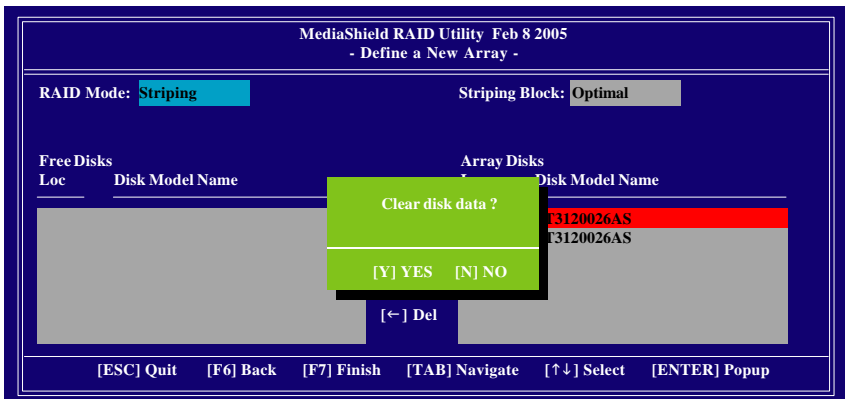 MediaShield RAID Utility Feb 8 2005
- Define a New Array -
RAID Mode: Striping Striping Block: Optimal
Free Disks Array Disks
Loc Disk Model Name Disk Model Name
Clear disk data ?
T3120026AS
T3120026AS
[Y] YES [N] NO
[←] Del
[ESC] Quit [F6] Back [F7] Finish [TAB] Navigate [↑↓] Select [ENTER] Popup